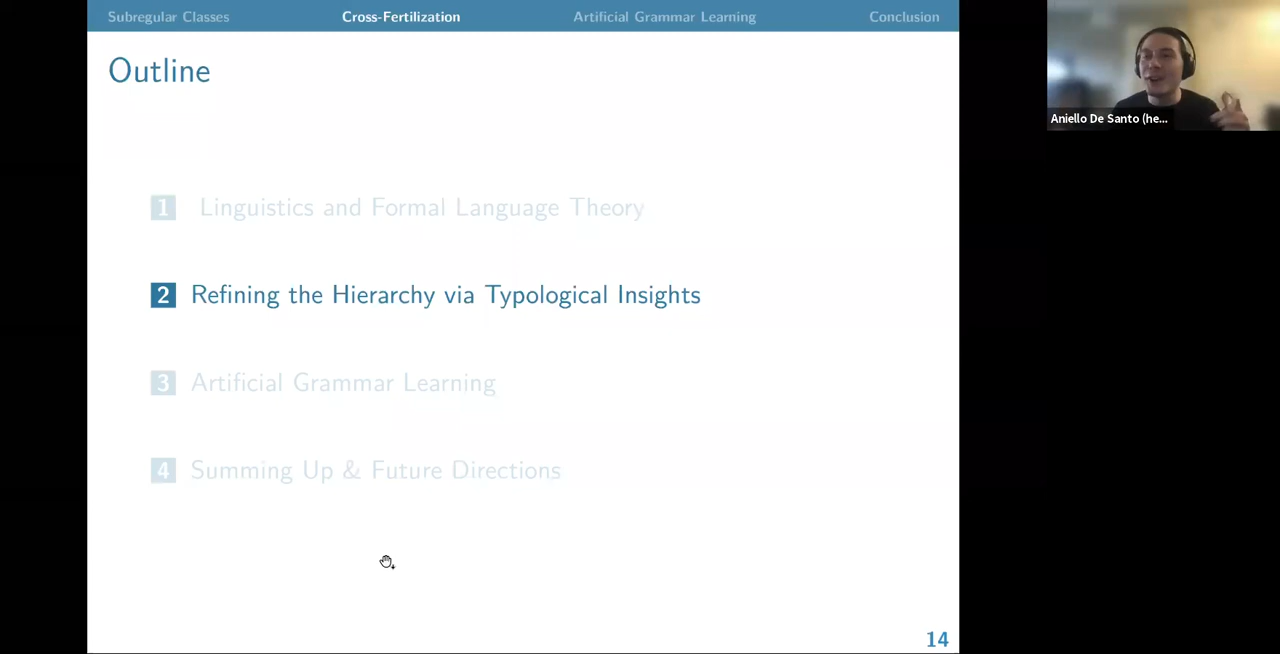 Subregular Classes Cross-Fertilization Artificial Grammar Learning Conclusion
Outline
Aniello De Santo (he...
1 Linguistics and Formal Language Theory
2 Refining the Hierarchy via Typological Insights
3 Artificial Grammar Learning
4 Summing Up & Future Directions
14